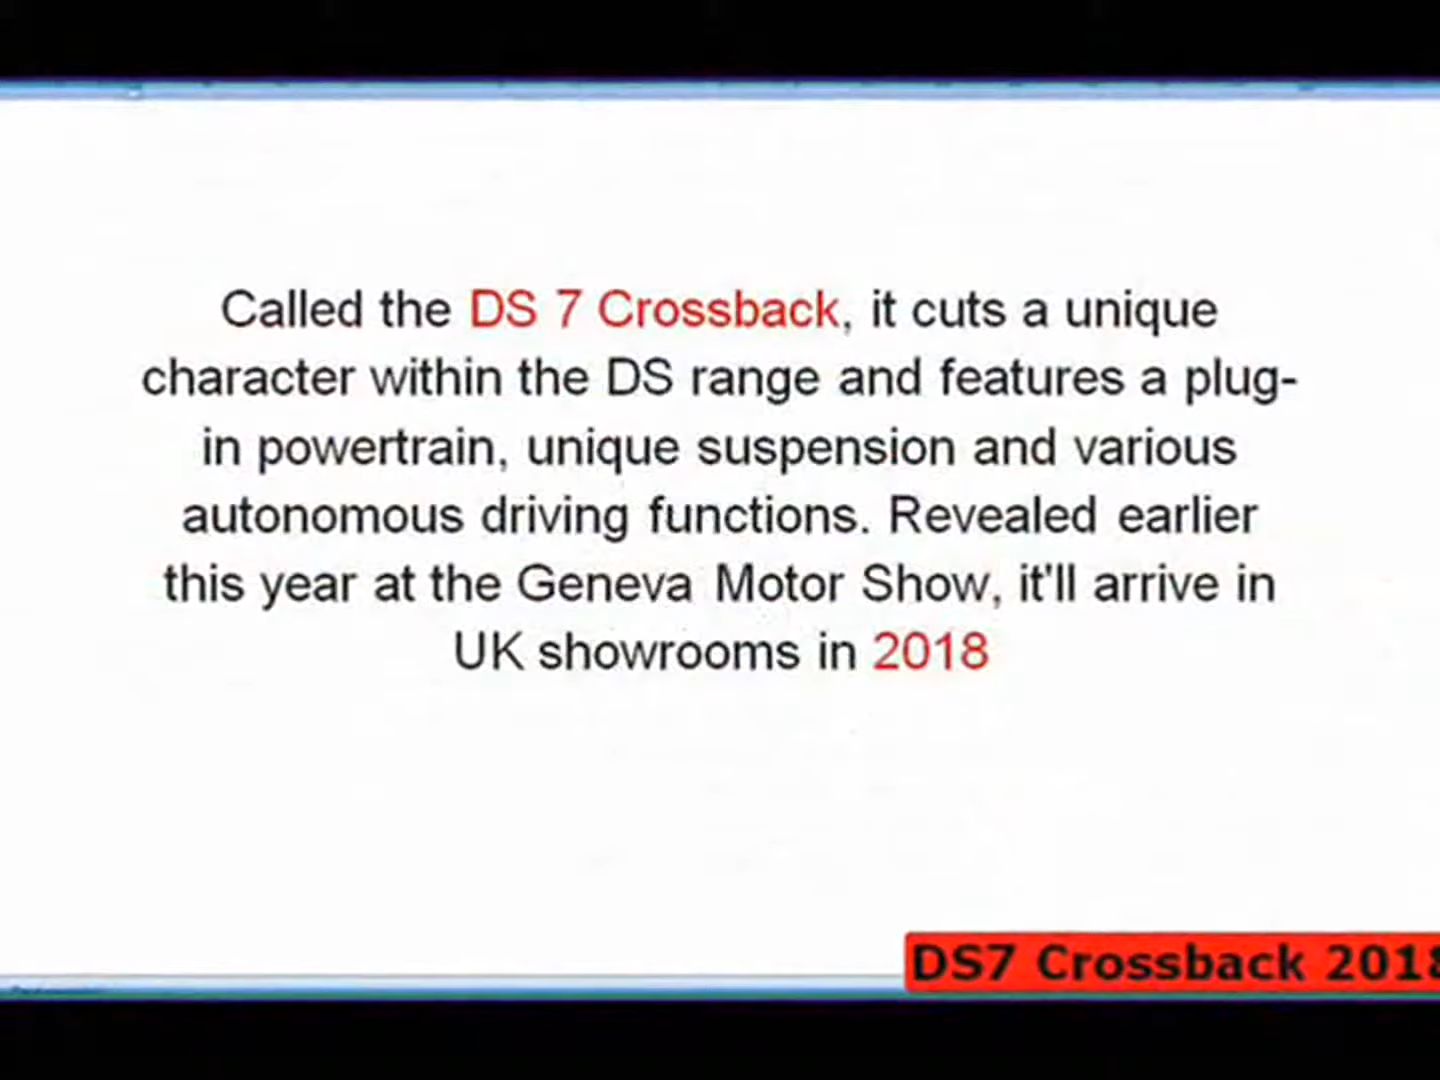 Called the DS 7 Crossback, it cuts a unique
character within the DS range and features a plug-
in powertrain, unique suspension and various
autonomous driving functions. Revealed earlier
this year at the Geneva Motor Show, it'll arrive in
UK showrooms in 2018
DS7 Crossback 2018